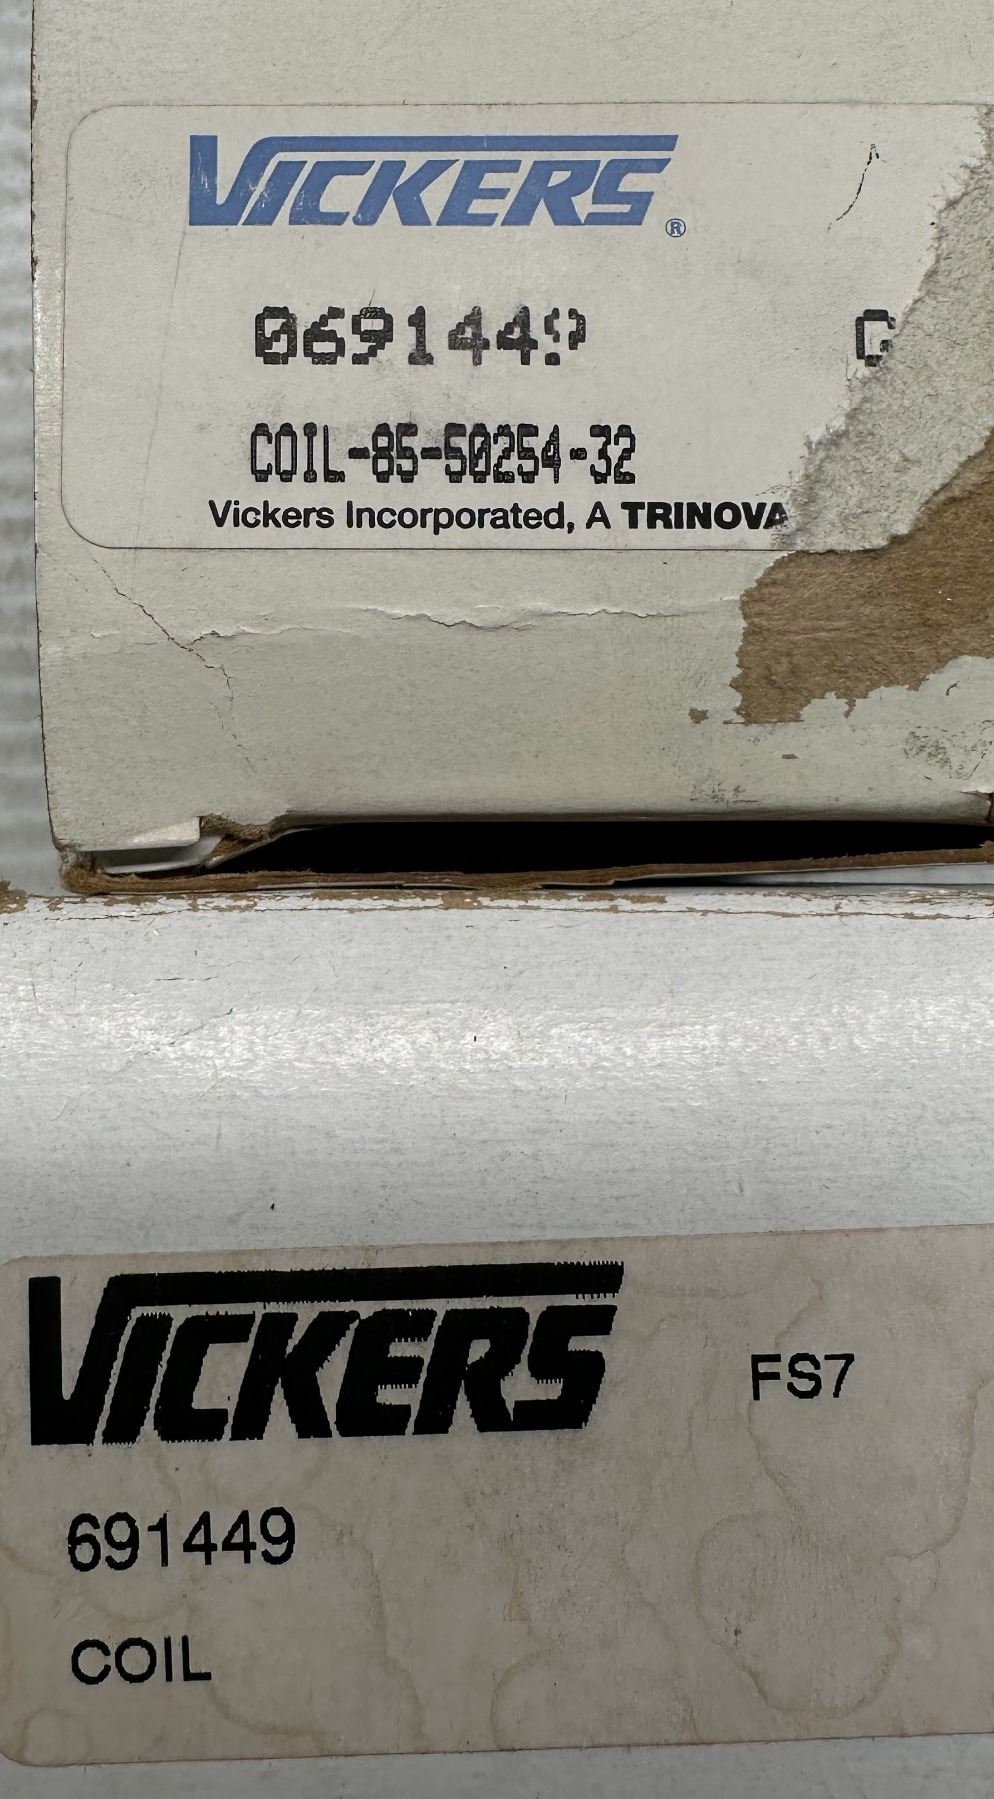 VICKERS®
0691449 G
COIL-85-50254-32
Vickers Incorporated, A TRINOVA
VICKERS
FS7
691449
COIL